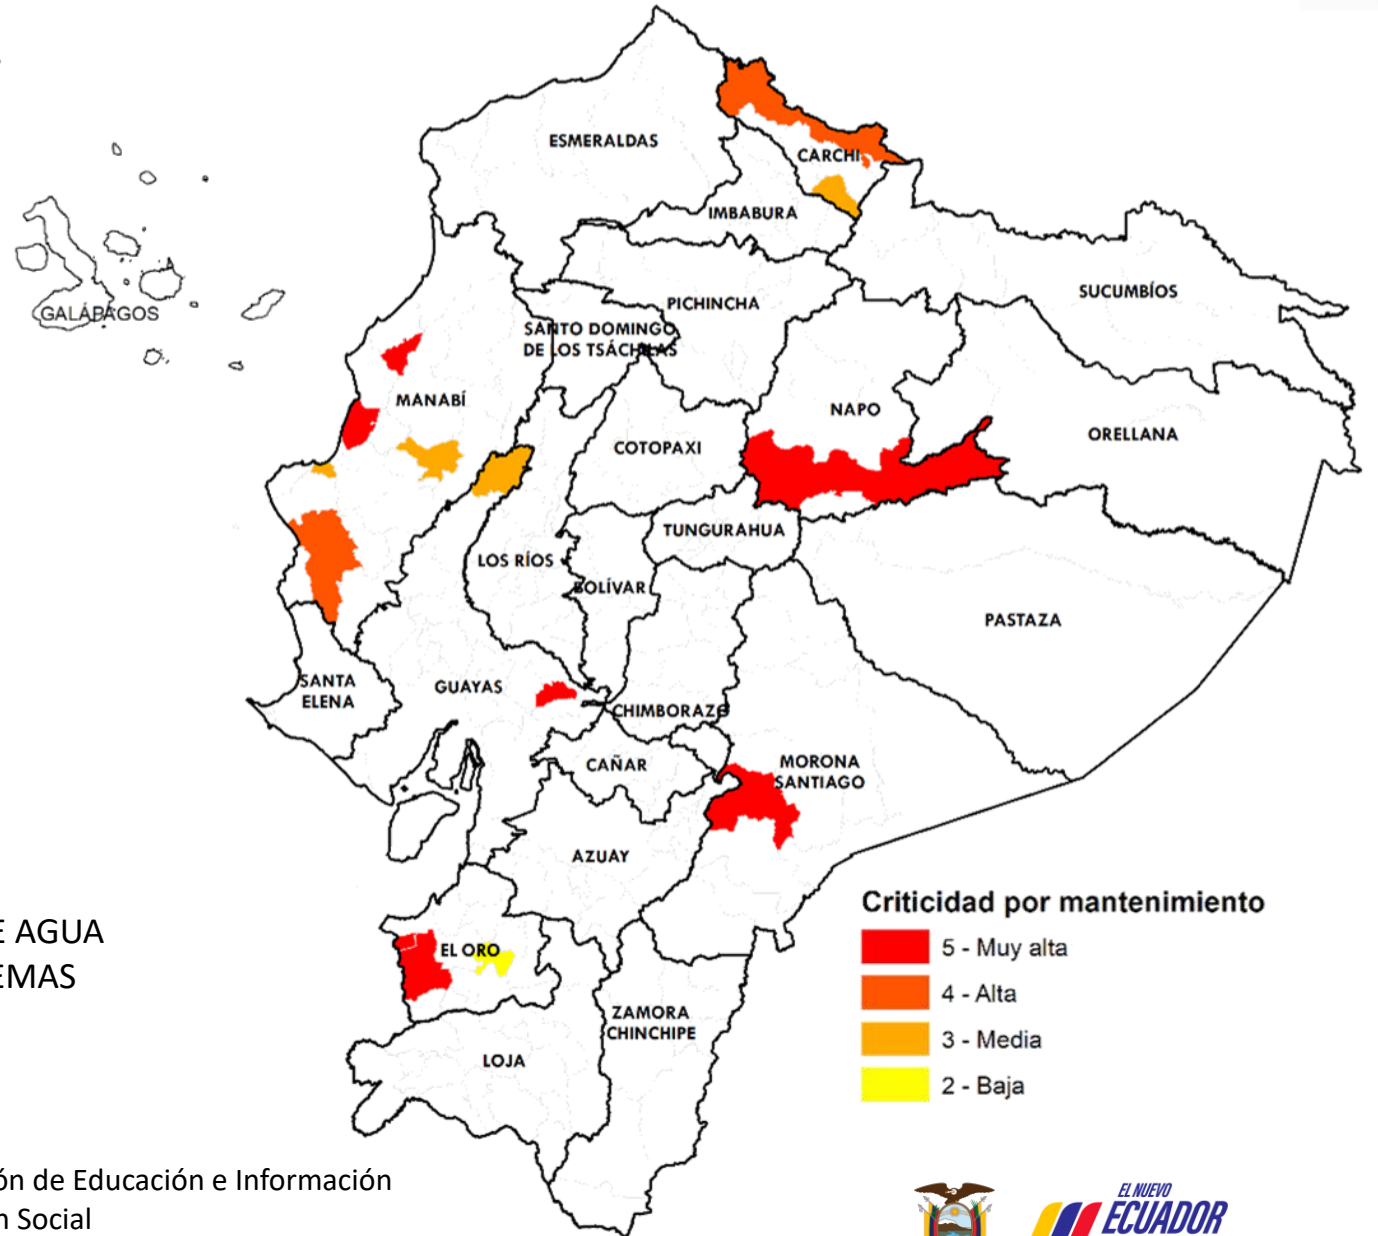 ESMERALDAS
CARCHI
IMBABURA
SUCUMBÍOS
PICHINCHA
GALÁPAGOS
SANTO DOMINGO
DE LOS TSÁCHILAS
MANABÍ
NAPO
ORELLANA
COTOPAXI
TUNGURAHUA
LOS RÍOS
BOLÍVAR
PASTAZA
SANTA
ELENA
GUAYAS
CHIMBORAZO
CAÑAR
MORONA
SANTIAGO
AZUAY
EL ORO
ZAMORA
CHINCHIPE
LOJA
Criticidad por mantenimiento
5 - Muy alta
4 - Alta
3 - Media
2 - Baja
E AGUA
EMAS
ón de Educación e Información
n Social
EL NUEVO
ECUADOR